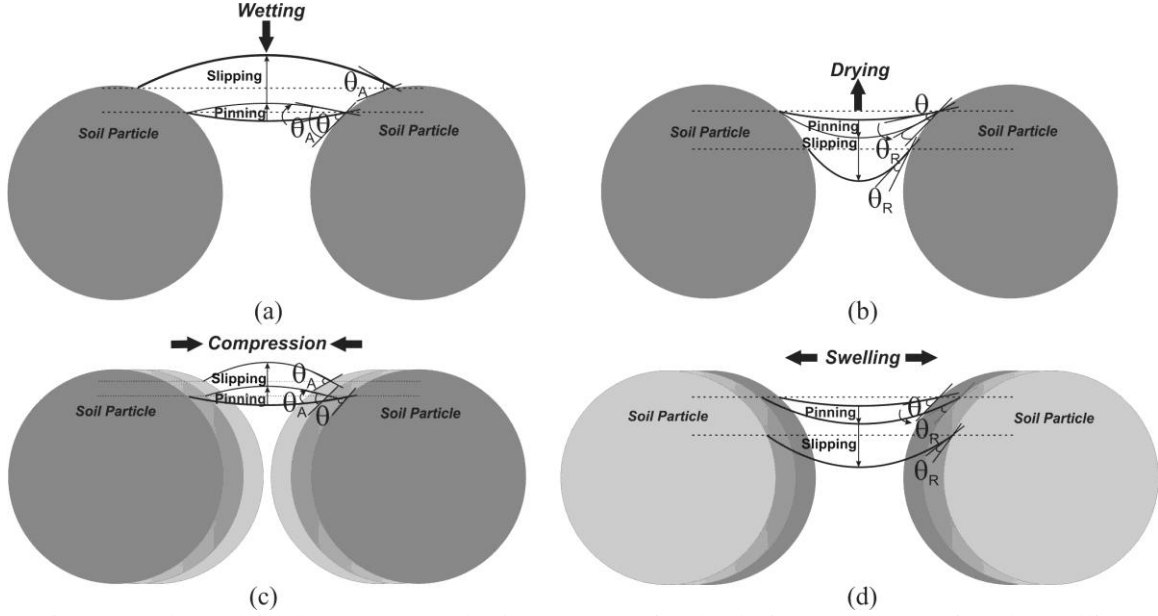 Wetting
Slipping
θA
Pinning
θA
θ
Soil Particle
Soil Particle
(a)
Drying
θ
Pinning
Slipping
θR
θR
Soil Particle
Soil Particle
(b)
Compression
Slipping
θA
Pinning
θA
θ
Soil Particle
Soil Particle
(c)
Swelling
θ
Pinning
θR
Slipping
θR
Soil Particle
Soil Particle
(d)